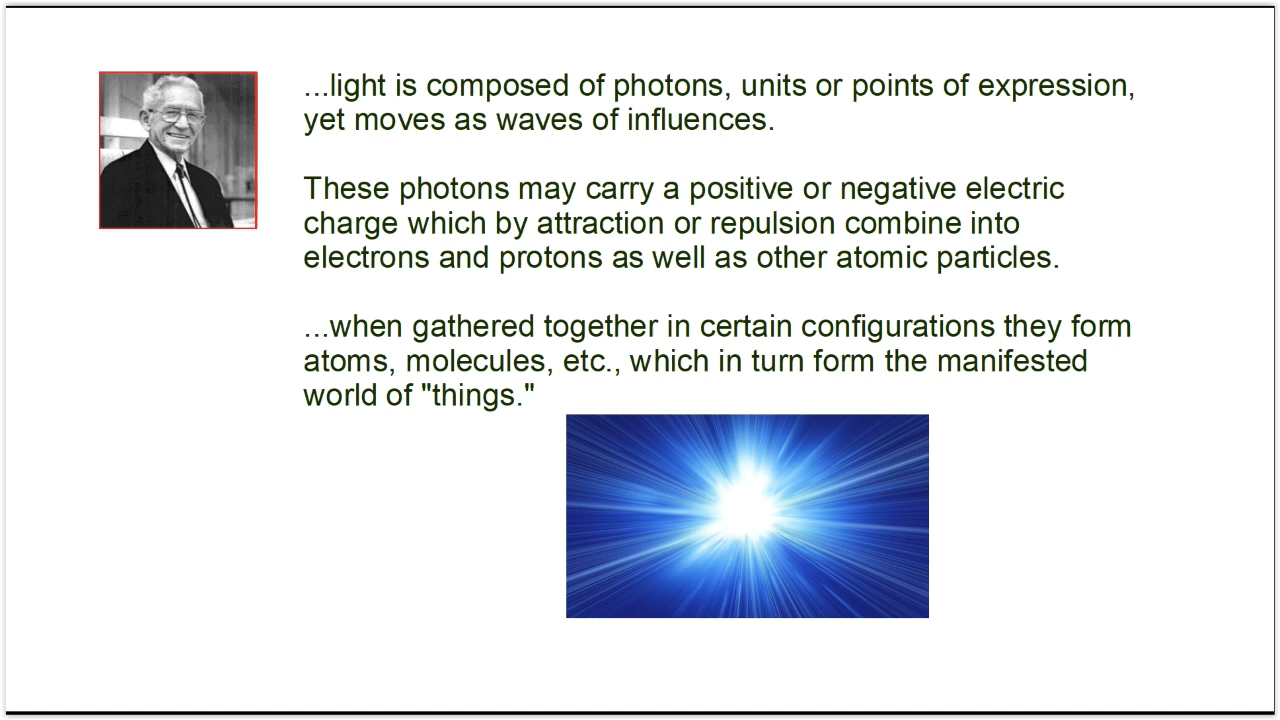 ...light is composed of photons, units or points of expression,
yet moves as waves of influences.
These photons may carry a positive or negative electric
charge which by attraction or repulsion combine into
electrons and protons as well as other atomic particles.
...when gathered together in certain configurations they form
atoms, molecules, etc., which in turn form the manifested
world of "things."